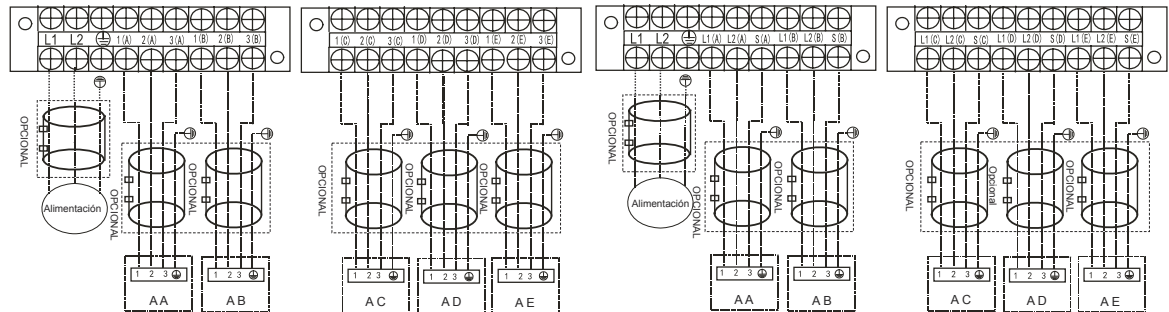 L1 L2 1(A) 2(A) 3(A) 1(B) 2(B) 3(B)
OPCIONAL
Alimentación
OPCIONAL
OPCIONAL
1 2 3
AA
1 2 3
AB
1(C) 2(C) 3(C) 1(D) 2(D) 3(D) 1(E) 2(E) 3(E)
OPCIONAL
OPCIONAL
OPCIONAL
1 2 3
AC
1 2 3
AD
1 2 3
AE
L1 L2 L1(A) L2(A) S(A) L1(B) L2(B) S(B)
OPCIONAL
Alimentación
OPCIONAL
OPCIONAL
1 2 3
AA
1 2 3
AB
L1(C) L2(C) S(C) L1(D) L2(D) S(D) L1(E) L2(E) S(E)
OPCIONAL
Opcional
OPCIONAL
1 2 3
AC
1 2 3
AD
1 2 3
AE